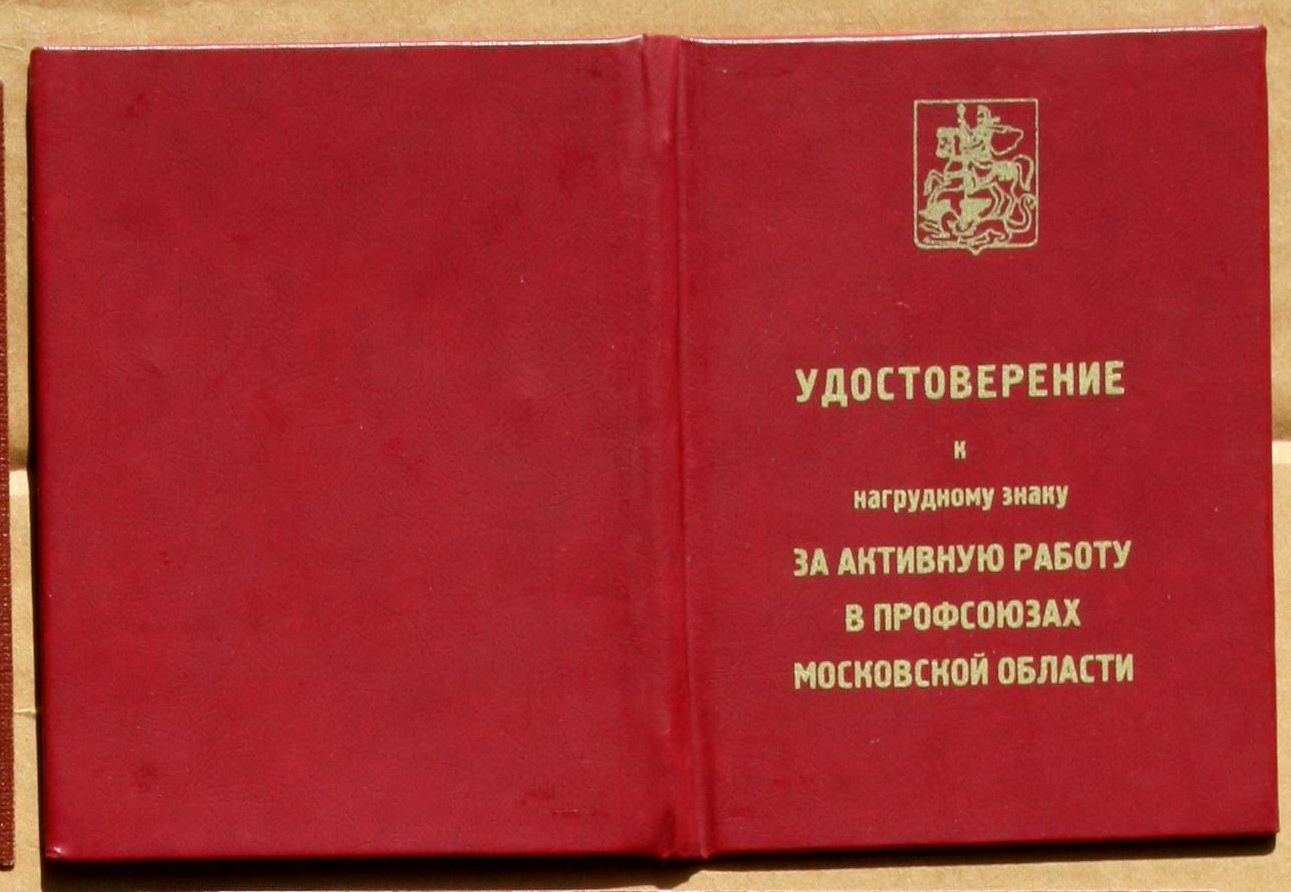 УДОСТОВЕРЕНИЕ
к
нагрудному знаку
ЗА АКТИВНУЮ РАБОТУ
В ПРОФСОЮЗАХ
МОСКОВСКОЙ ОБЛАСТИ